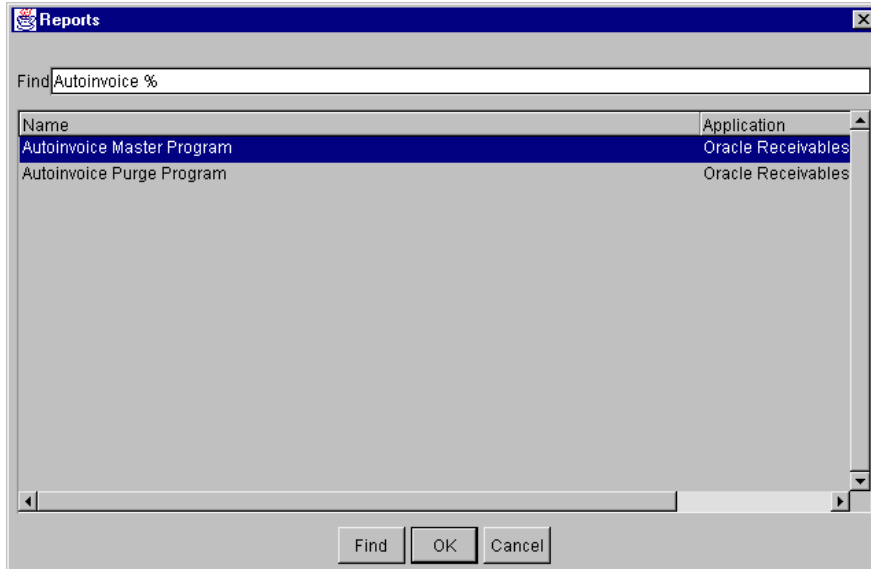 Reports
Find Autoinvoice %
Name Application
Autoinvoice Master Program Oracle Receivables
Autoinvoice Purge Program Oracle Receivables
Find OK Cancel